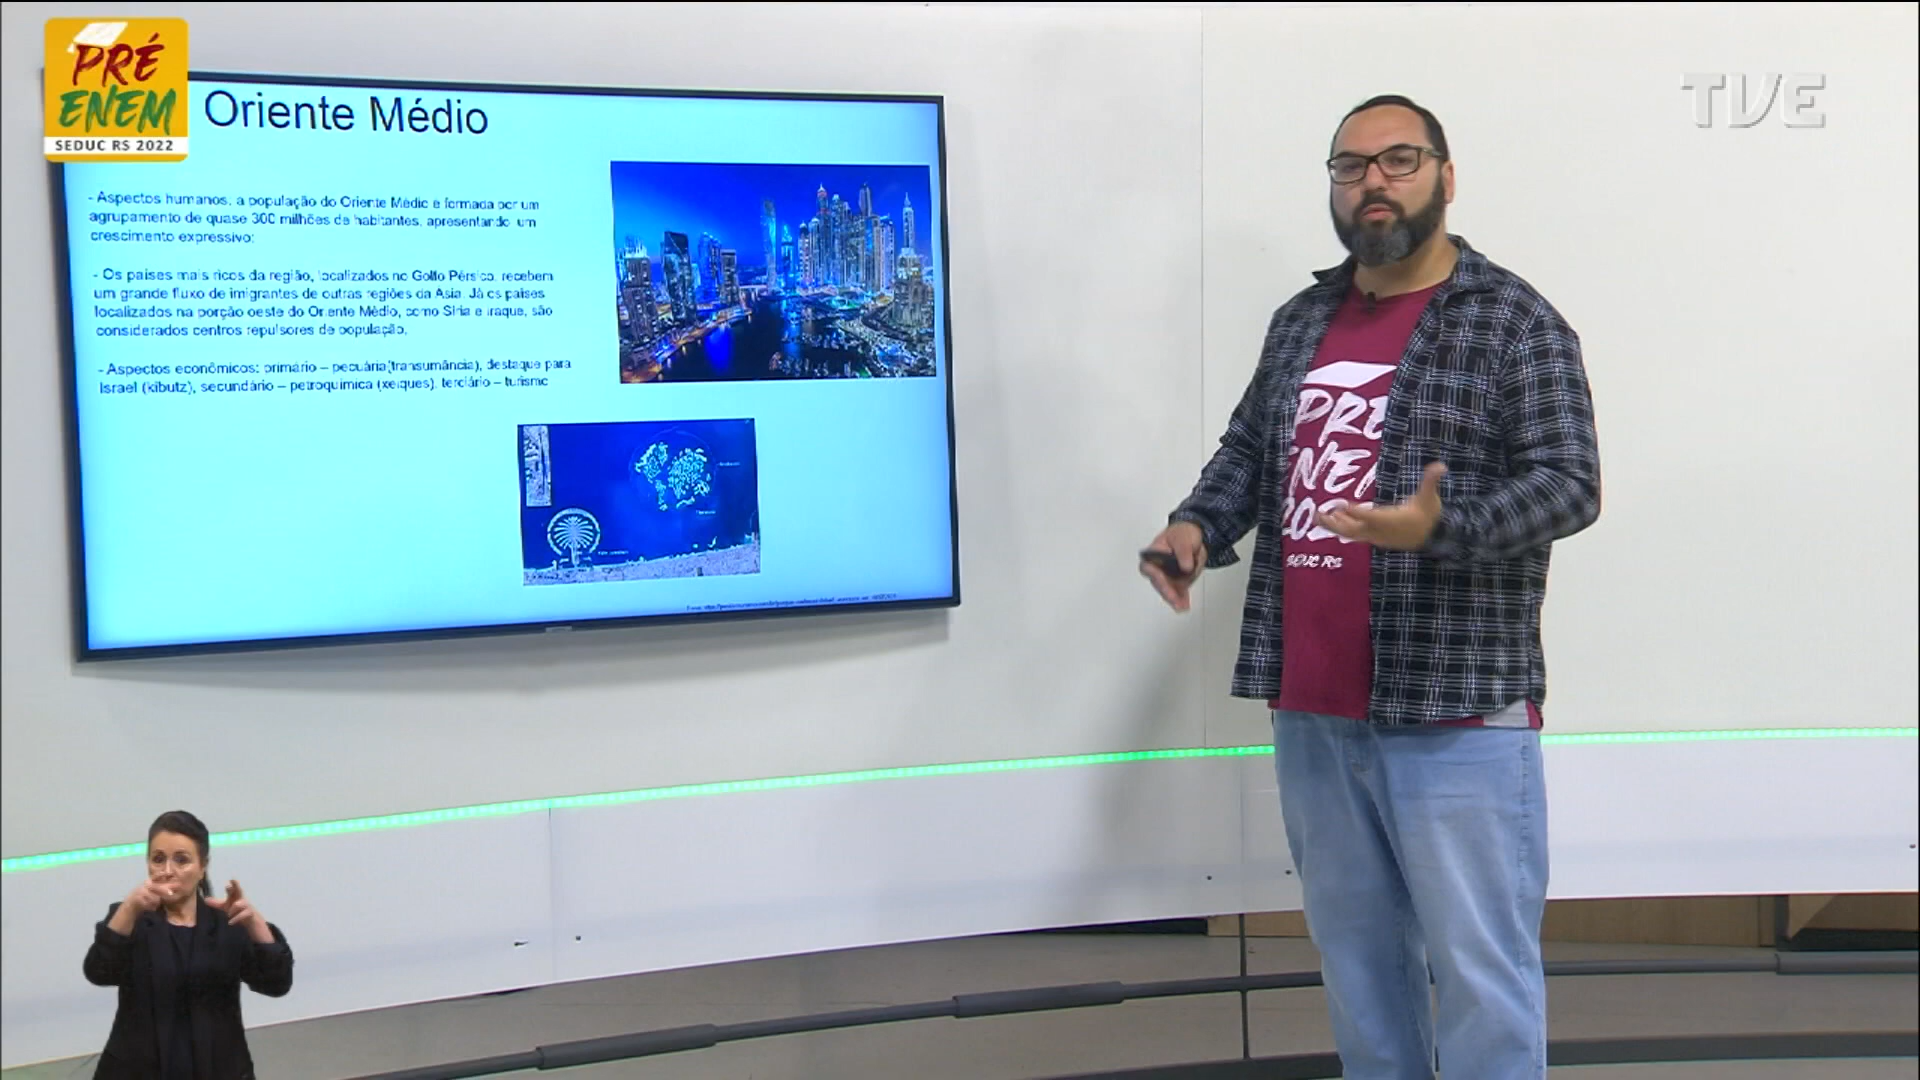 PRÉ
ENEM
SEDUC RS 2022
TVE
Oriente Médio
- Aspectos humanos: a população do Oriente Médio é formada por um
agrupamento de quase 300 milhões de habitantes, apresentando um
crescimento expressivo;
- Os países mais ricos da região, localizados no Golfo Pérsico, recebem
um grande fluxo de imigrantes de outras regiões da Ásia. Já os países
localizados na porção oeste do Oriente Médio, como Síria e Iraque, são
considerados centros repulsores de população.
- Aspectos econômicos: primário – pecuária(transumância), destaque para
Israel (kibutz), secundário – petroquímica (xeiques), terciário – turismo
PRÉ
ENEM
202
SEDUC RS